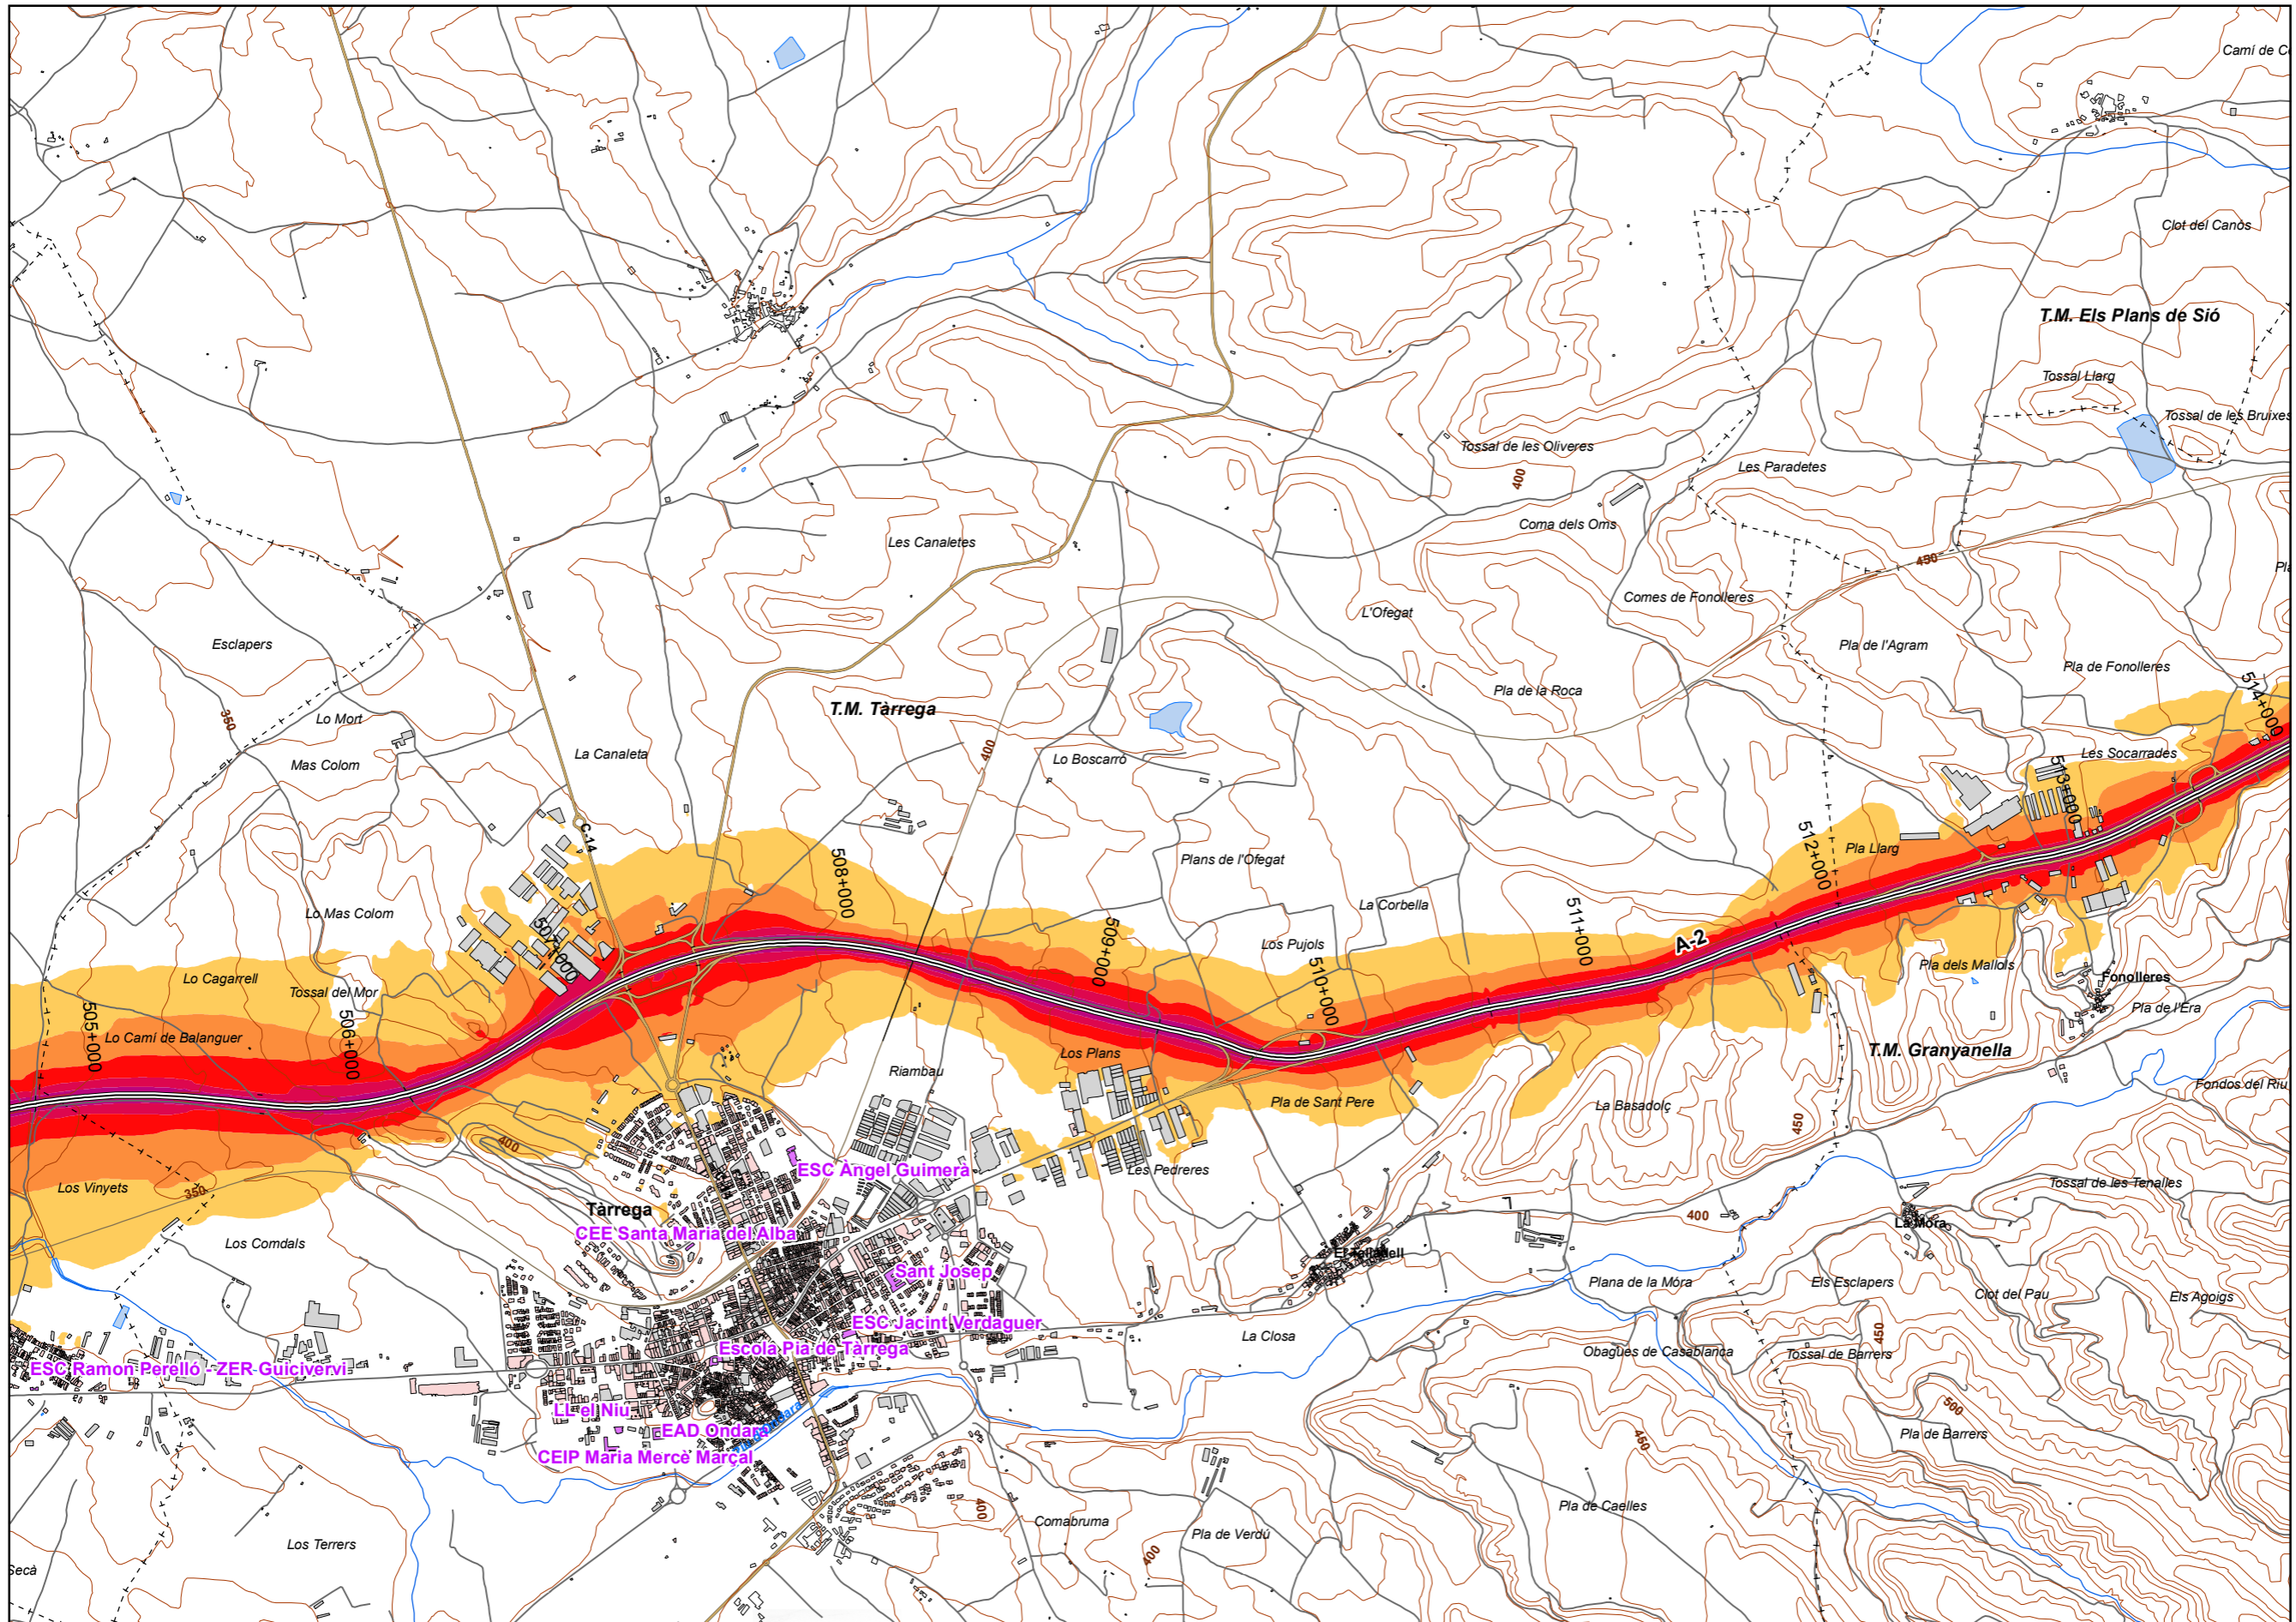 Camí de C
Clot del Canós
T.M. Els Plans de Sió
Tossal Llarg
Tossal de les Bruixes
Tossal de les Oliveres
400
Les Paradetes
Coma dels Oms
Les Canaletes
450
Pla
Comes de Fonolleres
L'Ofegat
Esclapers
Pla de l'Agram
Pla de Fonolleres
Pla de la Roca
350
Lo Mort
T.M. Tàrrega
514+000
400
La Canaleta
Les Socarrades
Mas Colom
Lo Boscarró
513+000
C-14
Pla Llarg
512+000
Plans de l'Ofegat
508+000
La Corbella
Lo Mas Colom
511+000
A-2
507+000
509+000
Los Pujols
Lo Cagarrell
Pla dels Mallols
Fonolleres
Tossal del Mor
510+000
Pla de l'Era
505+000
506+000
Lo Camí de Balanguer
T.M. Granyanella
Los Plans
Riambau
Fondos del Riu
Pla de Sant Pere
La Basadolç
450
400
Les Pedreres
ESC Àngel Guimerà
Los Vinyets
350
Tossal de les Tenalles
Tàrrega
400
La Móra
CEE Santa Maria del Alba
Los Comdals
El Talladell
Sant Josep
Plana de la Móra
Els Esclapers
Clot del Pau
Els Agoigs
ESC Jacint Verdaguer
La Closa
450
Escola Pia de Tàrrega
Obagues de Casablanca
Tossal de Barrers
ESC Ramon Perelló - ZER Guicivervi
LL el Niu
500
EAD Ondara
Pla de Barrers
450
CEIP Maria Mercè Marçal
400
Pla de Caelles
Comabruma
Pla de Verdú
Los Terrers
400
Secà